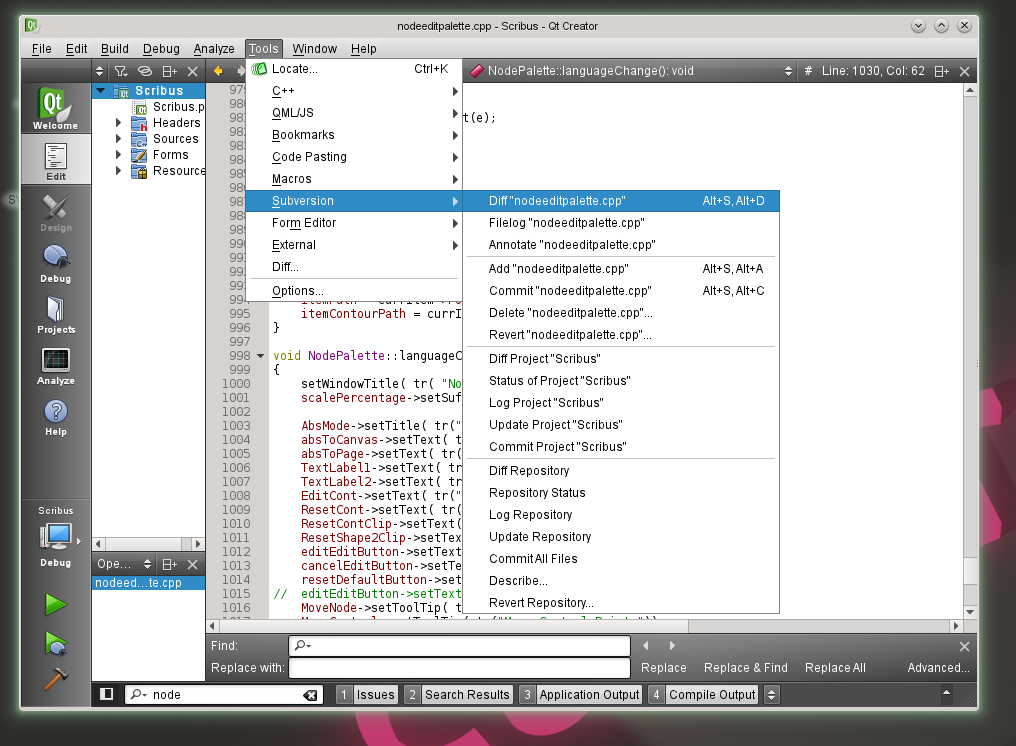 nodeeditpalette.cpp - Scribus - Qt Creator
File Edit Build Debug Analyze Tools Window Help
NodePalette::languageChange(): void
# Line: 1030, Col: 62
Locate... Ctrl+K
C++
QML/JS
Bookmarks
Code Pasting
Macros
Subversion
Form Editor
External
Diff...
Options...
Diff "nodeeditpalette.cpp" Alt+S, Alt+D
Filelog "nodeeditpalette.cpp"
Annotate "nodeeditpalette.cpp"
Add "nodeeditpalette.cpp" Alt+S, Alt+A
Commit "nodeeditpalette.cpp" Alt+S, Alt+C
Delete "nodeeditpalette.cpp"...
Revert "nodeeditpalette.cpp"...
Diff Project "Scribus"
Status of Project "Scribus"
Log Project "Scribus"
Update Project "Scribus"
Commit Project "Scribus"
Diff Repository
Repository Status
Log Repository
Update Repository
Commit All Files
Describe...
Revert Repository...
Qt
Welcome
Edit
Design
Debug
Projects
Analyze
Help
Scribus
Debug
Scribus
Scribus.p
Headers
Sources
Forms
Resource
Ope...
nodeed...te.cpp
t(e);
995 itemContourPath = currI
996 }
997
998 void NodePalette::languageC
999 {
1000 setWindowTitle( tr( "No
1001 scalePercentage->setSuf
1002
1003 AbsMode->setTitle( tr("
1004 absToCanvas->setText( t
1005 absToPage->setText( tr(
1006 TextLabel1->setText( tr
1007 TextLabel2->setText( tr
1008 EditCont->setText( tr("
1009 ResetCont->setText( tr(
1010 ResetContClip->setText(
1011 ResetShape2Clip->setTex
1012 editEditButton->setText
1013 cancelEditButton->setTe
1014 resetDefaultButton->set
1015 // editEditButton->setText
1016 MoveNode->setToolTip( t
Find:
Replace with:
Replace Replace & Find Replace All Advanced...
node
1 Issues 2 Search Results 3 Application Output 4 Compile Output